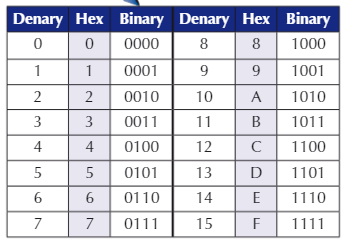 Denary Hex Binary Denary Hex Binary
0 0 0000 8 8 1000
1 1 0001 9 9 1001
2 2 0010 10 A 1010
3 3 0011 11 B 1011
4 4 0100 12 C 1100
5 5 0101 13 D 1101
6 6 0110 14 E 1110
7 7 0111 15 F 1111